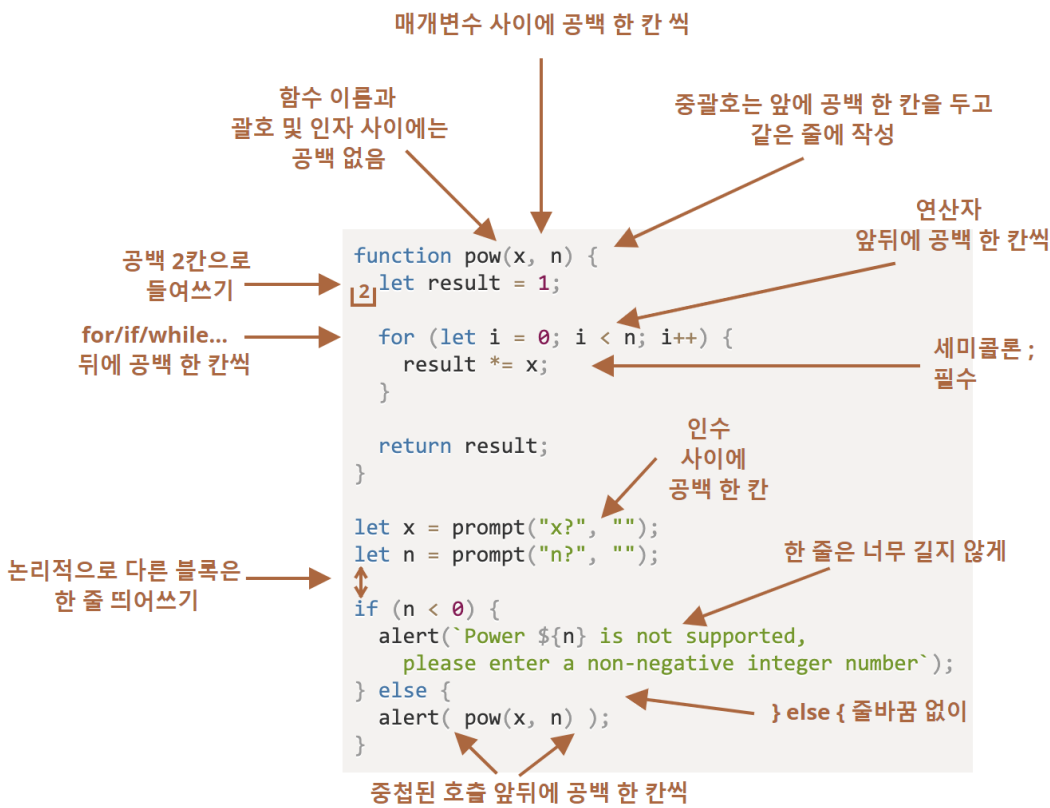 매개변수 사이에 공백 한 칸 씩
함수 이름과
괄호 및 인자 사이에는
공백 없음
중괄호는 앞에 공백 한 칸을 두고
같은 줄에 작성
연산자
앞뒤에 공백 한 칸씩
공백 2칸으로
들여쓰기
for/if/while...
뒤에 공백 한 칸씩
function pow(x, n) {
2
  let result = 1;

  for (let i = 0; i < n; i++) {
    result *= x;
  }

  return result;
}

let x = prompt("x?", "");
let n = prompt("n?", "");

if (n < 0) {
  alert(`Power ${n} is not supported,
    please enter a non-negative integer number`);
} else {
  alert( pow(x, n) );
}
세미콜론 ;
필수
인수
사이에
공백 한 칸
한 줄은 너무 길지 않게
논리적으로 다른 블록은
한 줄 띄어쓰기
} else { 줄바꿈 없이
중첩된 호출 앞뒤에 공백 한 칸씩